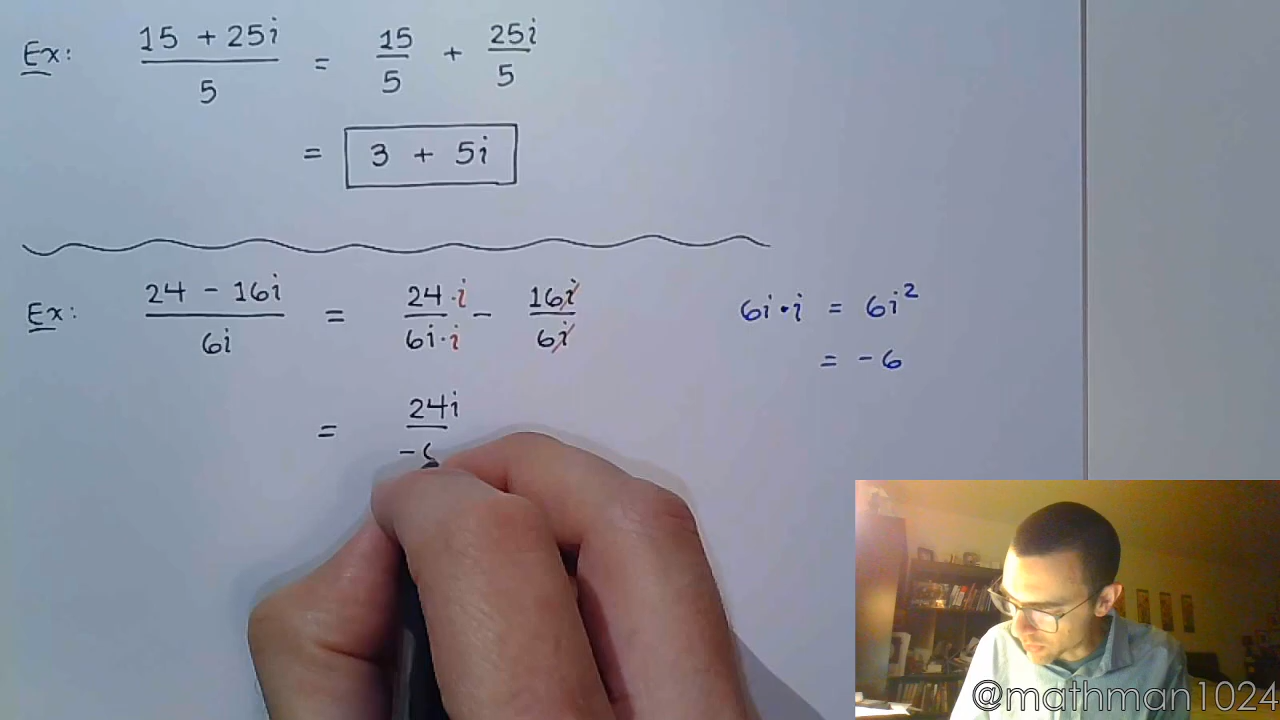 Ex: 15 + 25i / 5 = 15/5 + 25i/5
= 3 + 5i
Ex: 24 - 16i / 6i = 24·i / 6i·i - 16i / 6i
6i·i = 6i²
= -6
= 24i / -6
@mathman1024